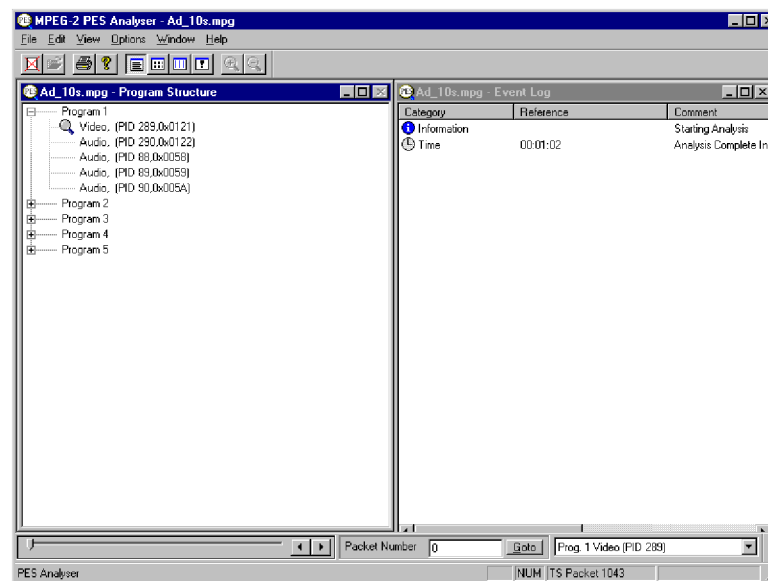 MPEG-2 PES Analyser - Ad_10s.mpg
File Edit View Options Window Help
Ad_10s.mpg - Program Structure
Program 1
Video, (PID 289,0x0121)
Audio, (PID 290,0x0122)
Audio, (PID 88,0x0058)
Audio, (PID 89,0x0059)
Audio, (PID 90,0x005A)
Program 2
Program 3
Program 4
Program 5
Ad_10s.mpg - Event Log
Category Reference Comment
Information Starting Analysis
Time 00:01:02 Analysis Complete In
Packet Number 0 Goto Prog. 1 Video (PID 289)
PES Analyser NUM TS Packet 1043